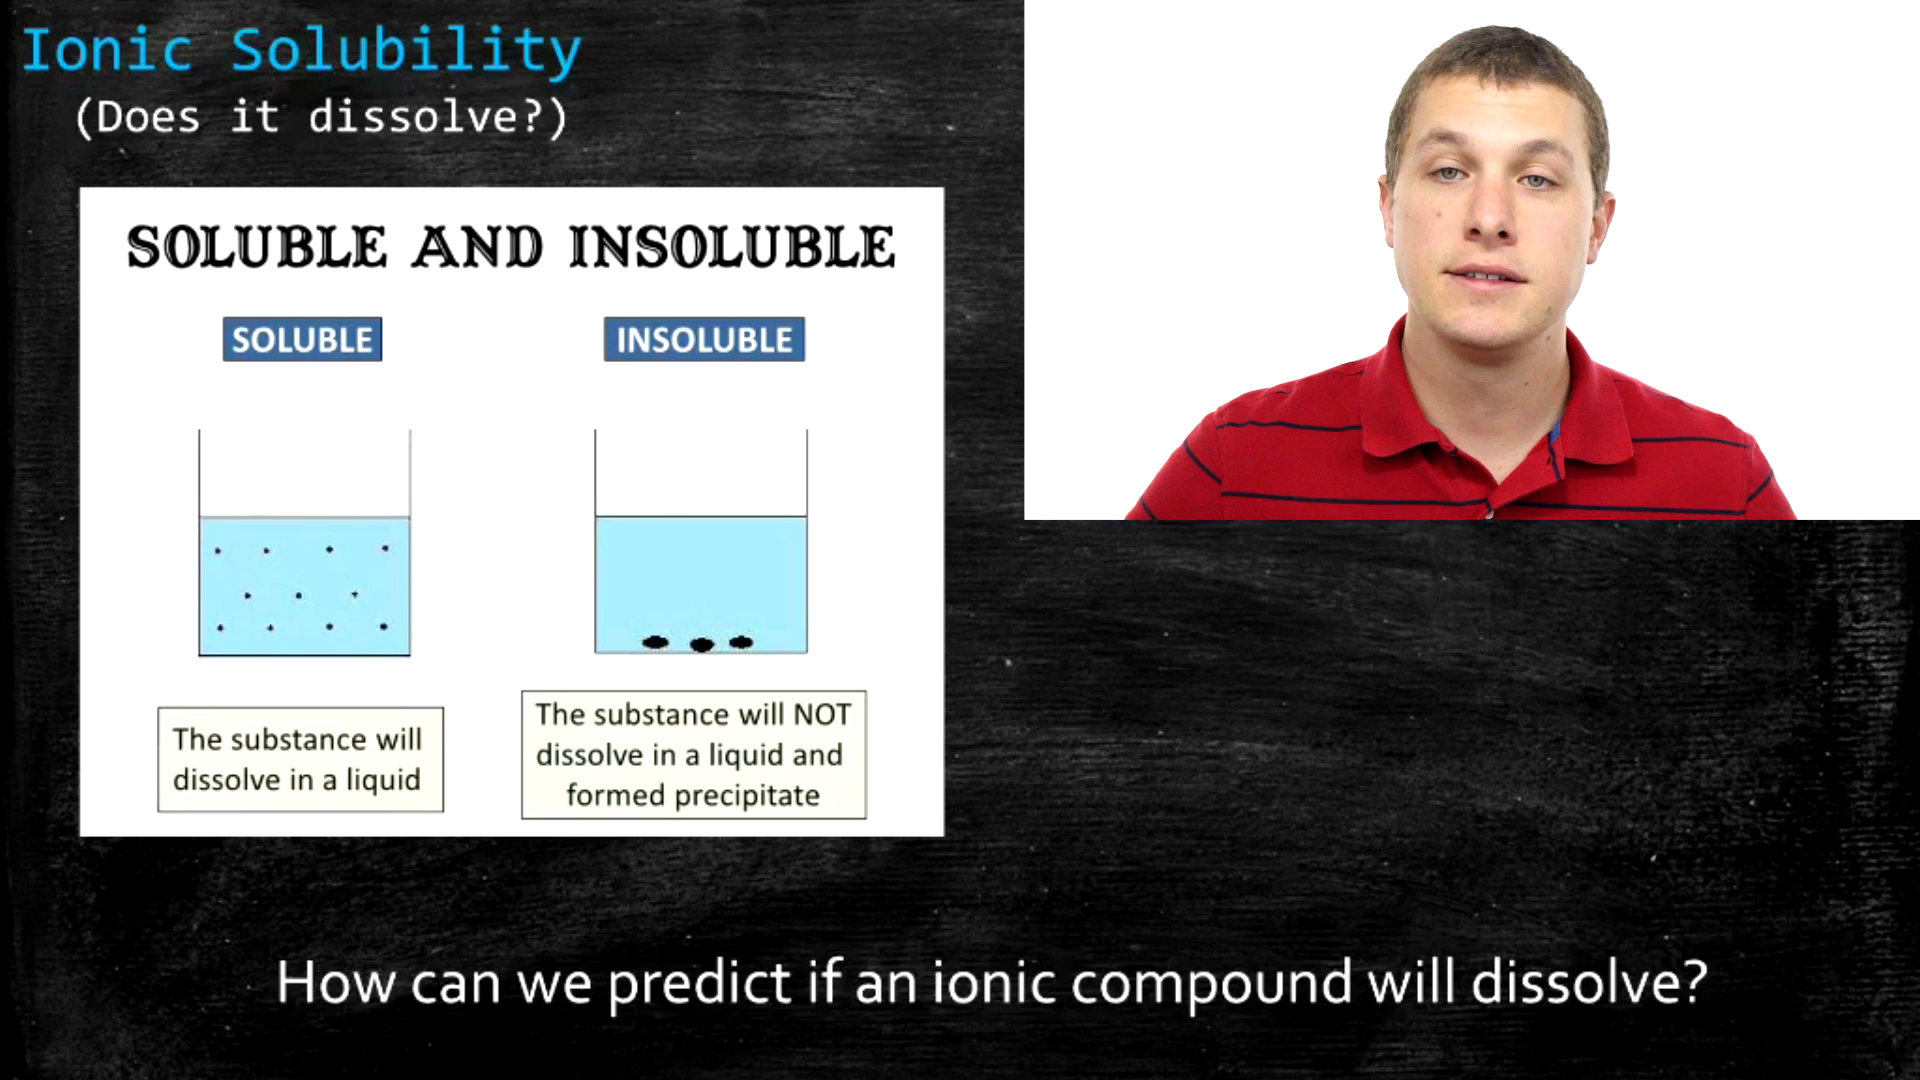 Ionic Solubility
(Does it dissolve?)
SOLUBLE AND INSOLUBLE
SOLUBLE
INSOLUBLE
The substance will
dissolve in a liquid
The substance will NOT
dissolve in a liquid and
formed precipitate
How can we predict if an ionic compound will dissolve?